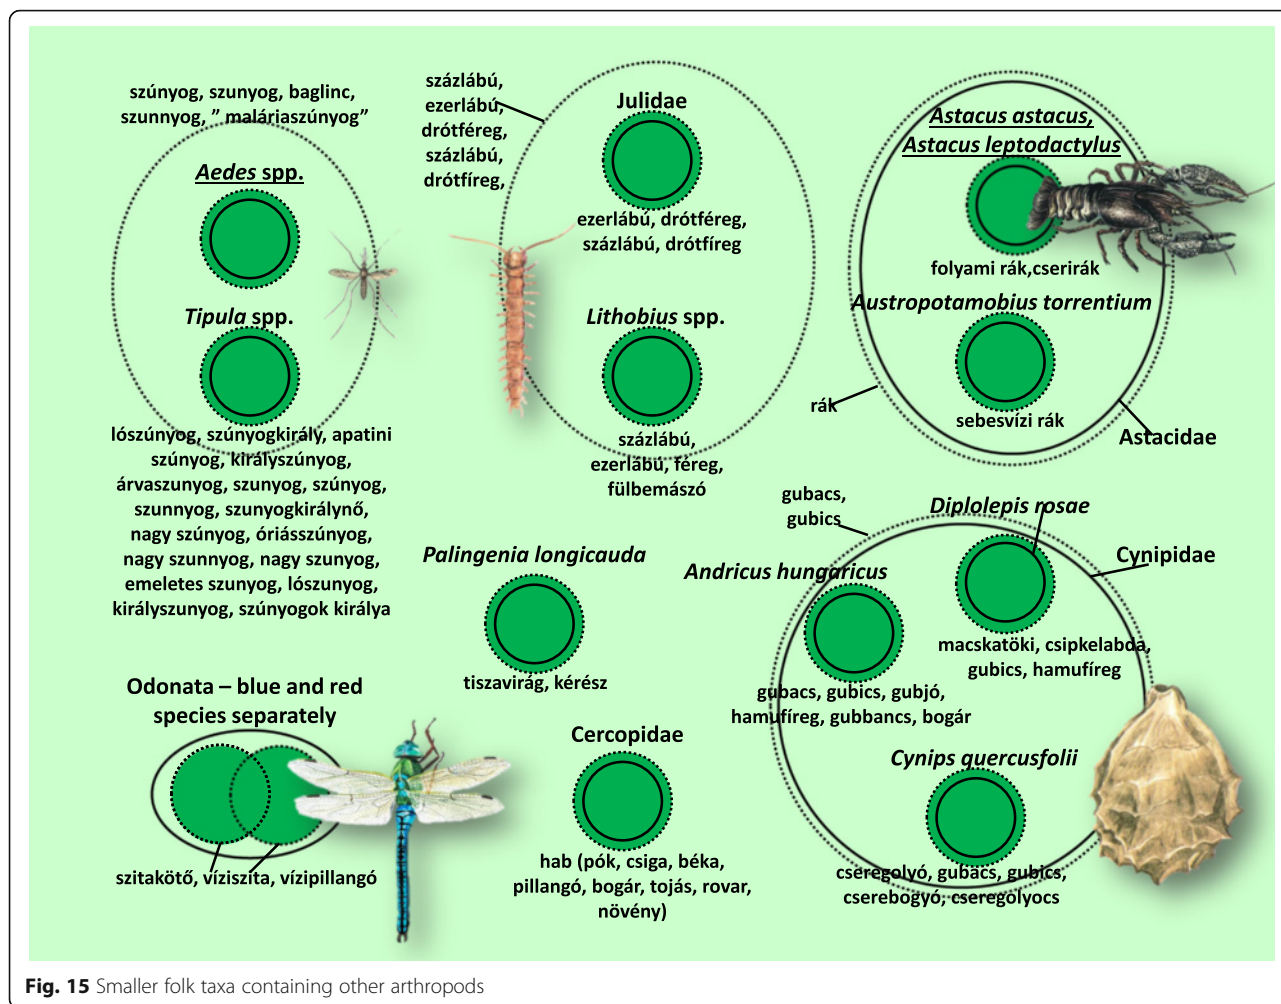 szúnyog, szunyog, baglinc,
szunnyog, ” maláriaszúnyog”
Aedes spp.
Tipula spp.
lószúnyog, szúnyogkirály, apatini
szúnyog, királyszúnyog,
árvaszunyog, szunyog, szúnyog,
szunnyog, szunyogkirálynő,
nagy szúnyog, óriásszúnyog,
nagy szunnyog, nagy szunyog,
emeletes szunyog, lószunyog,
királyszunyog, szúnyogok királya
százlábú,
ezerlábú,
drótféreg,
százlábú,
drótfíreg,
Julidae
ezerlábú, drótféreg,
százlábú, drótfíreg
Lithobius spp.
százlábú,
ezerlábú, féreg,
fülbemászó
Astacus astacus,
Astacus leptodactylus
folyami rák,cserirák
Austropotamobius torrentium
sebesvízi rák
rák
Astacidae
Palingenia longicauda
tiszavirág, kérész
gubacs,
gubics
Diplolepis rosae
Cynipidae
Andricus hungaricus
macskatöki, csipkelabda,
gubics, hamufíreg
gubacs, gubics, gubjó,
hamufíreg, gubbancs, bogár
Cynips quercusfolii
cseregolyó, gubacs, gubics,
cserebogyó, cseregolyocs
Odonata – blue and red
species separately
szitakötő, víziszita, vízipillangó
Cercopidae
hab (pók, csiga, béka,
pillangó, bogár, tojás, rovar,
növény)
Fig. 15 Smaller folk taxa containing other arthropods